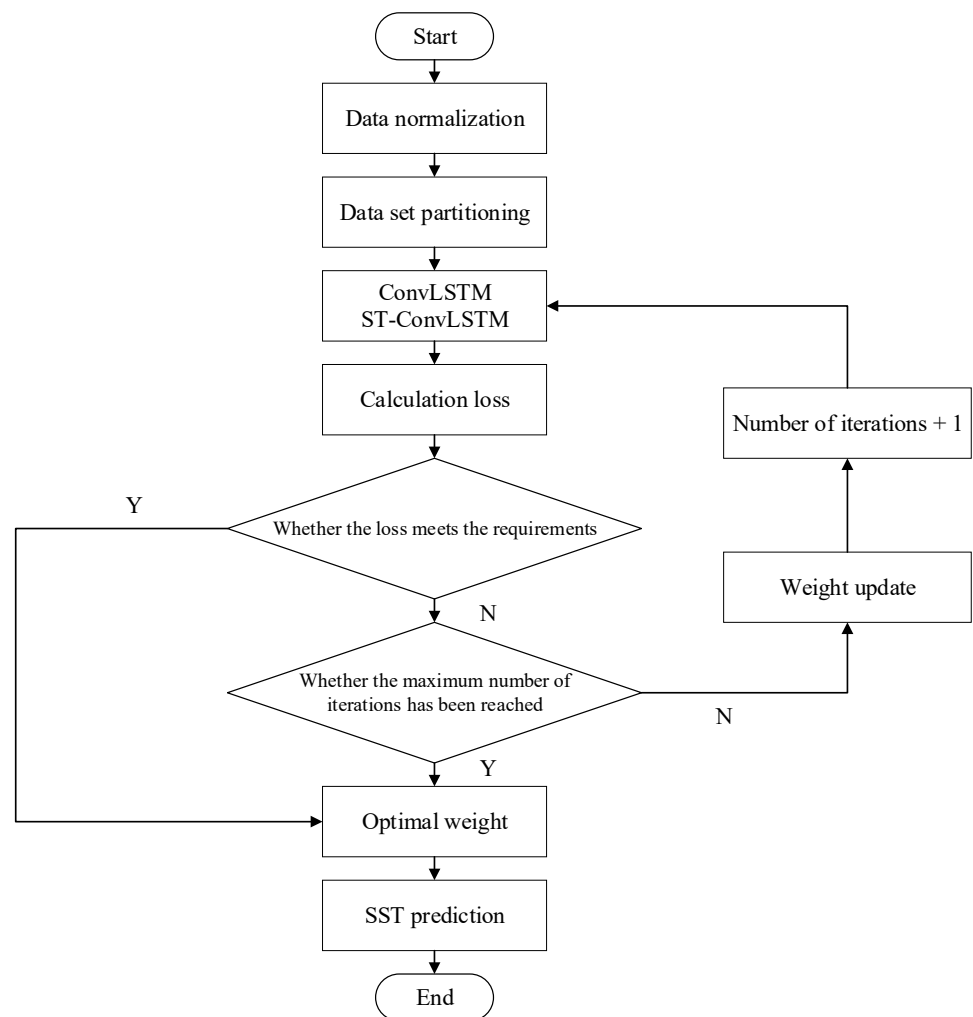 Start
Data normalization
Data set partitioning
ConvLSTM
ST-ConvLSTM
Calculation loss
Number of iterations + 1
Y
Whether the loss meets the requirements
Weight update
N
Whether the maximum number of
iterations has been reached
N
Y
Optimal weight
SST prediction
End